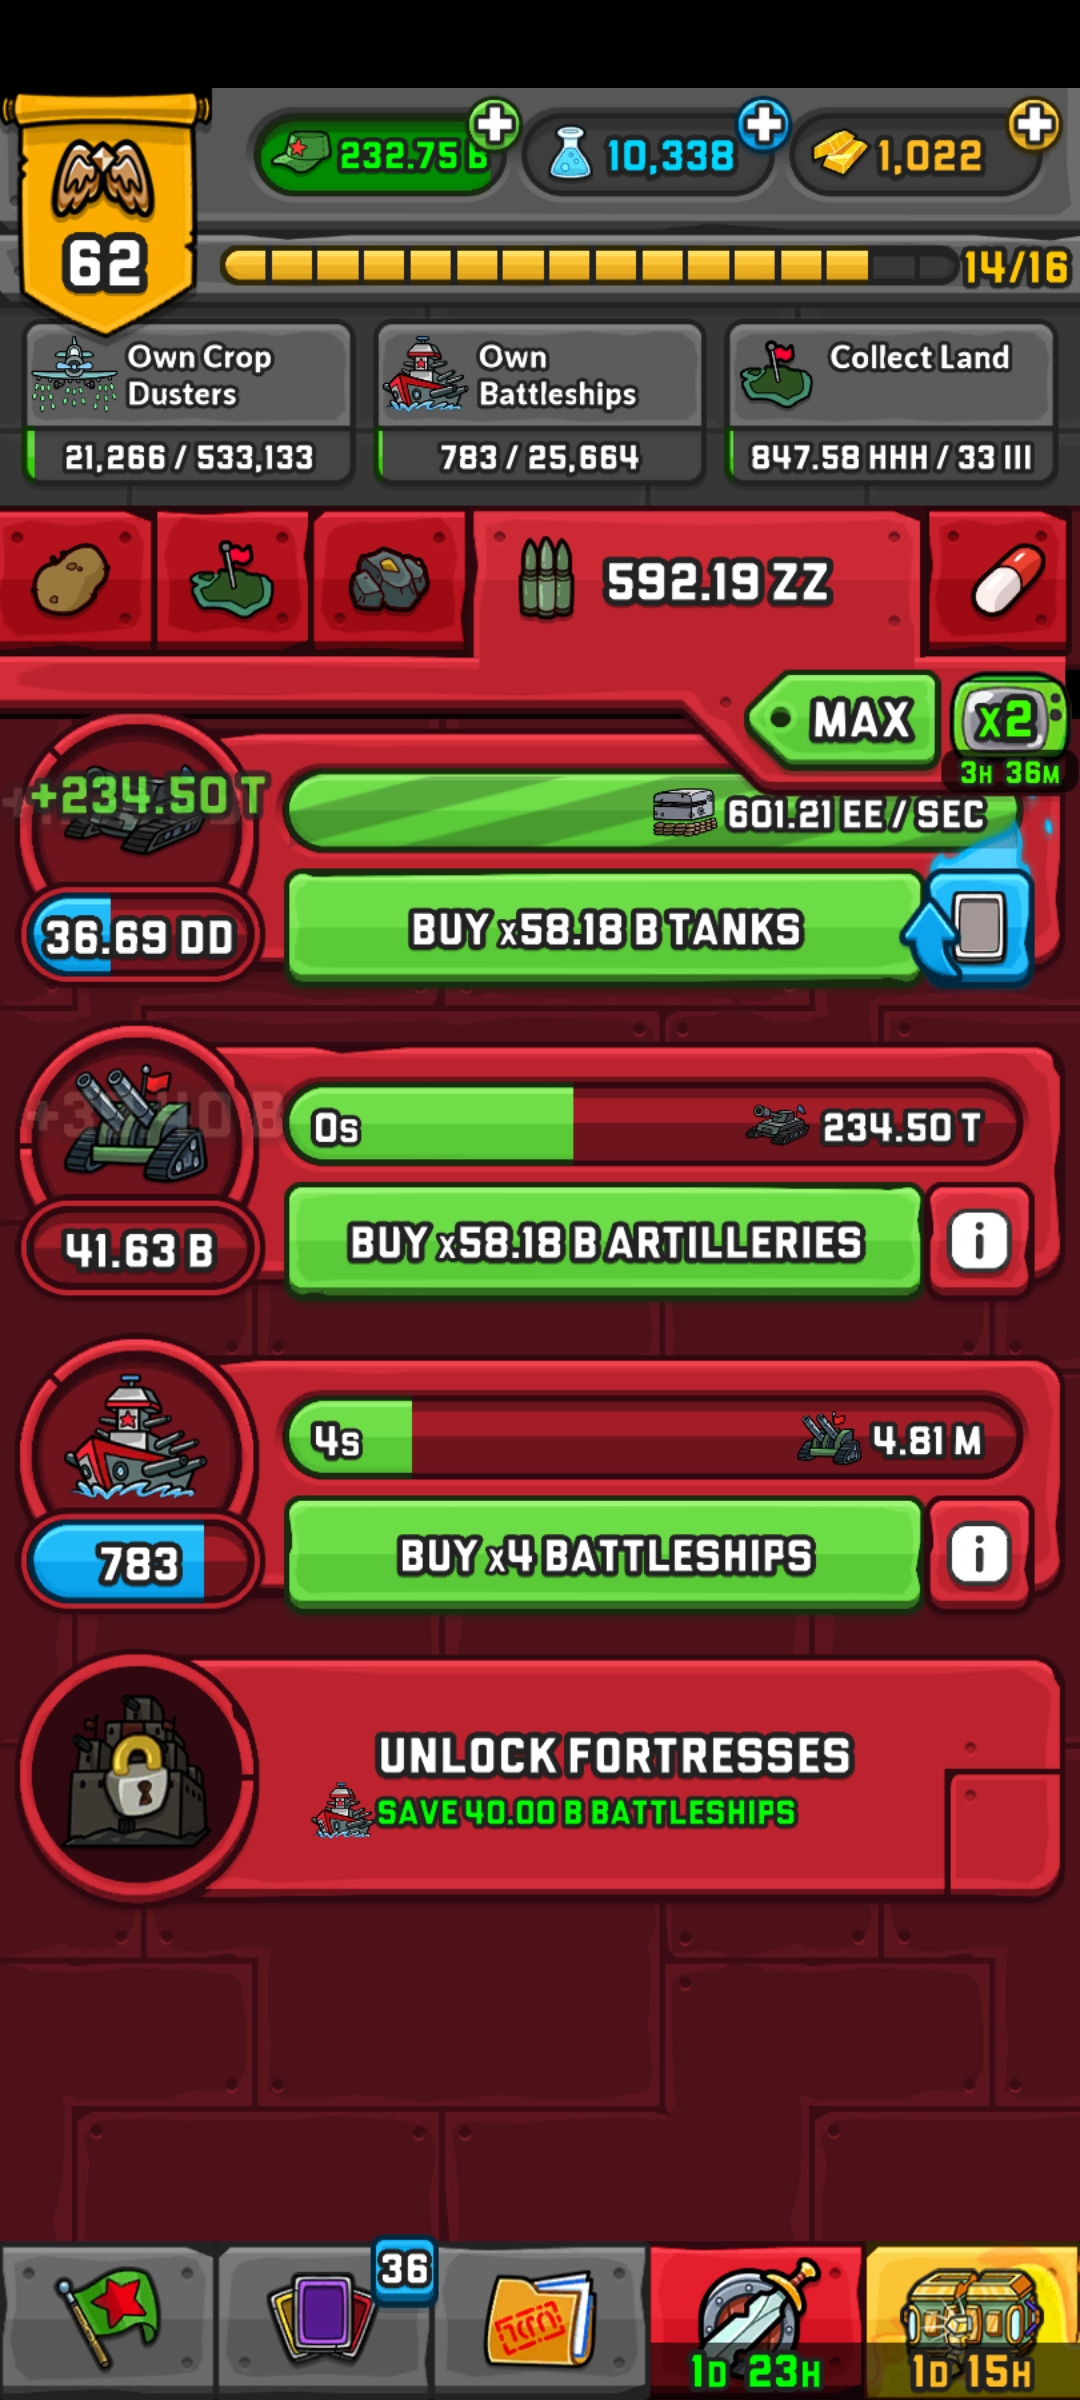 232.75 B
10,338
1,022
62
14/16
Own Crop
Dusters
Own
Battleships
Collect Land
21,266 / 533,133
783 / 25,664
847.58 HHH / 33 III
592.19 ZZ
MAX
x2
3H 36M
+234.50 T
601.21 EE / SEC
36.69 DD
BUY x58.18 B TANKS
0s
234.50 T
41.63 B
BUY x58.18 B ARTILLERIES
i
4s
4.81 M
783
BUY x4 BATTLESHIPS
i
UNLOCK FORTRESSES
SAVE 40.00 B BATTLESHIPS
36
1D 23H
1D 15H